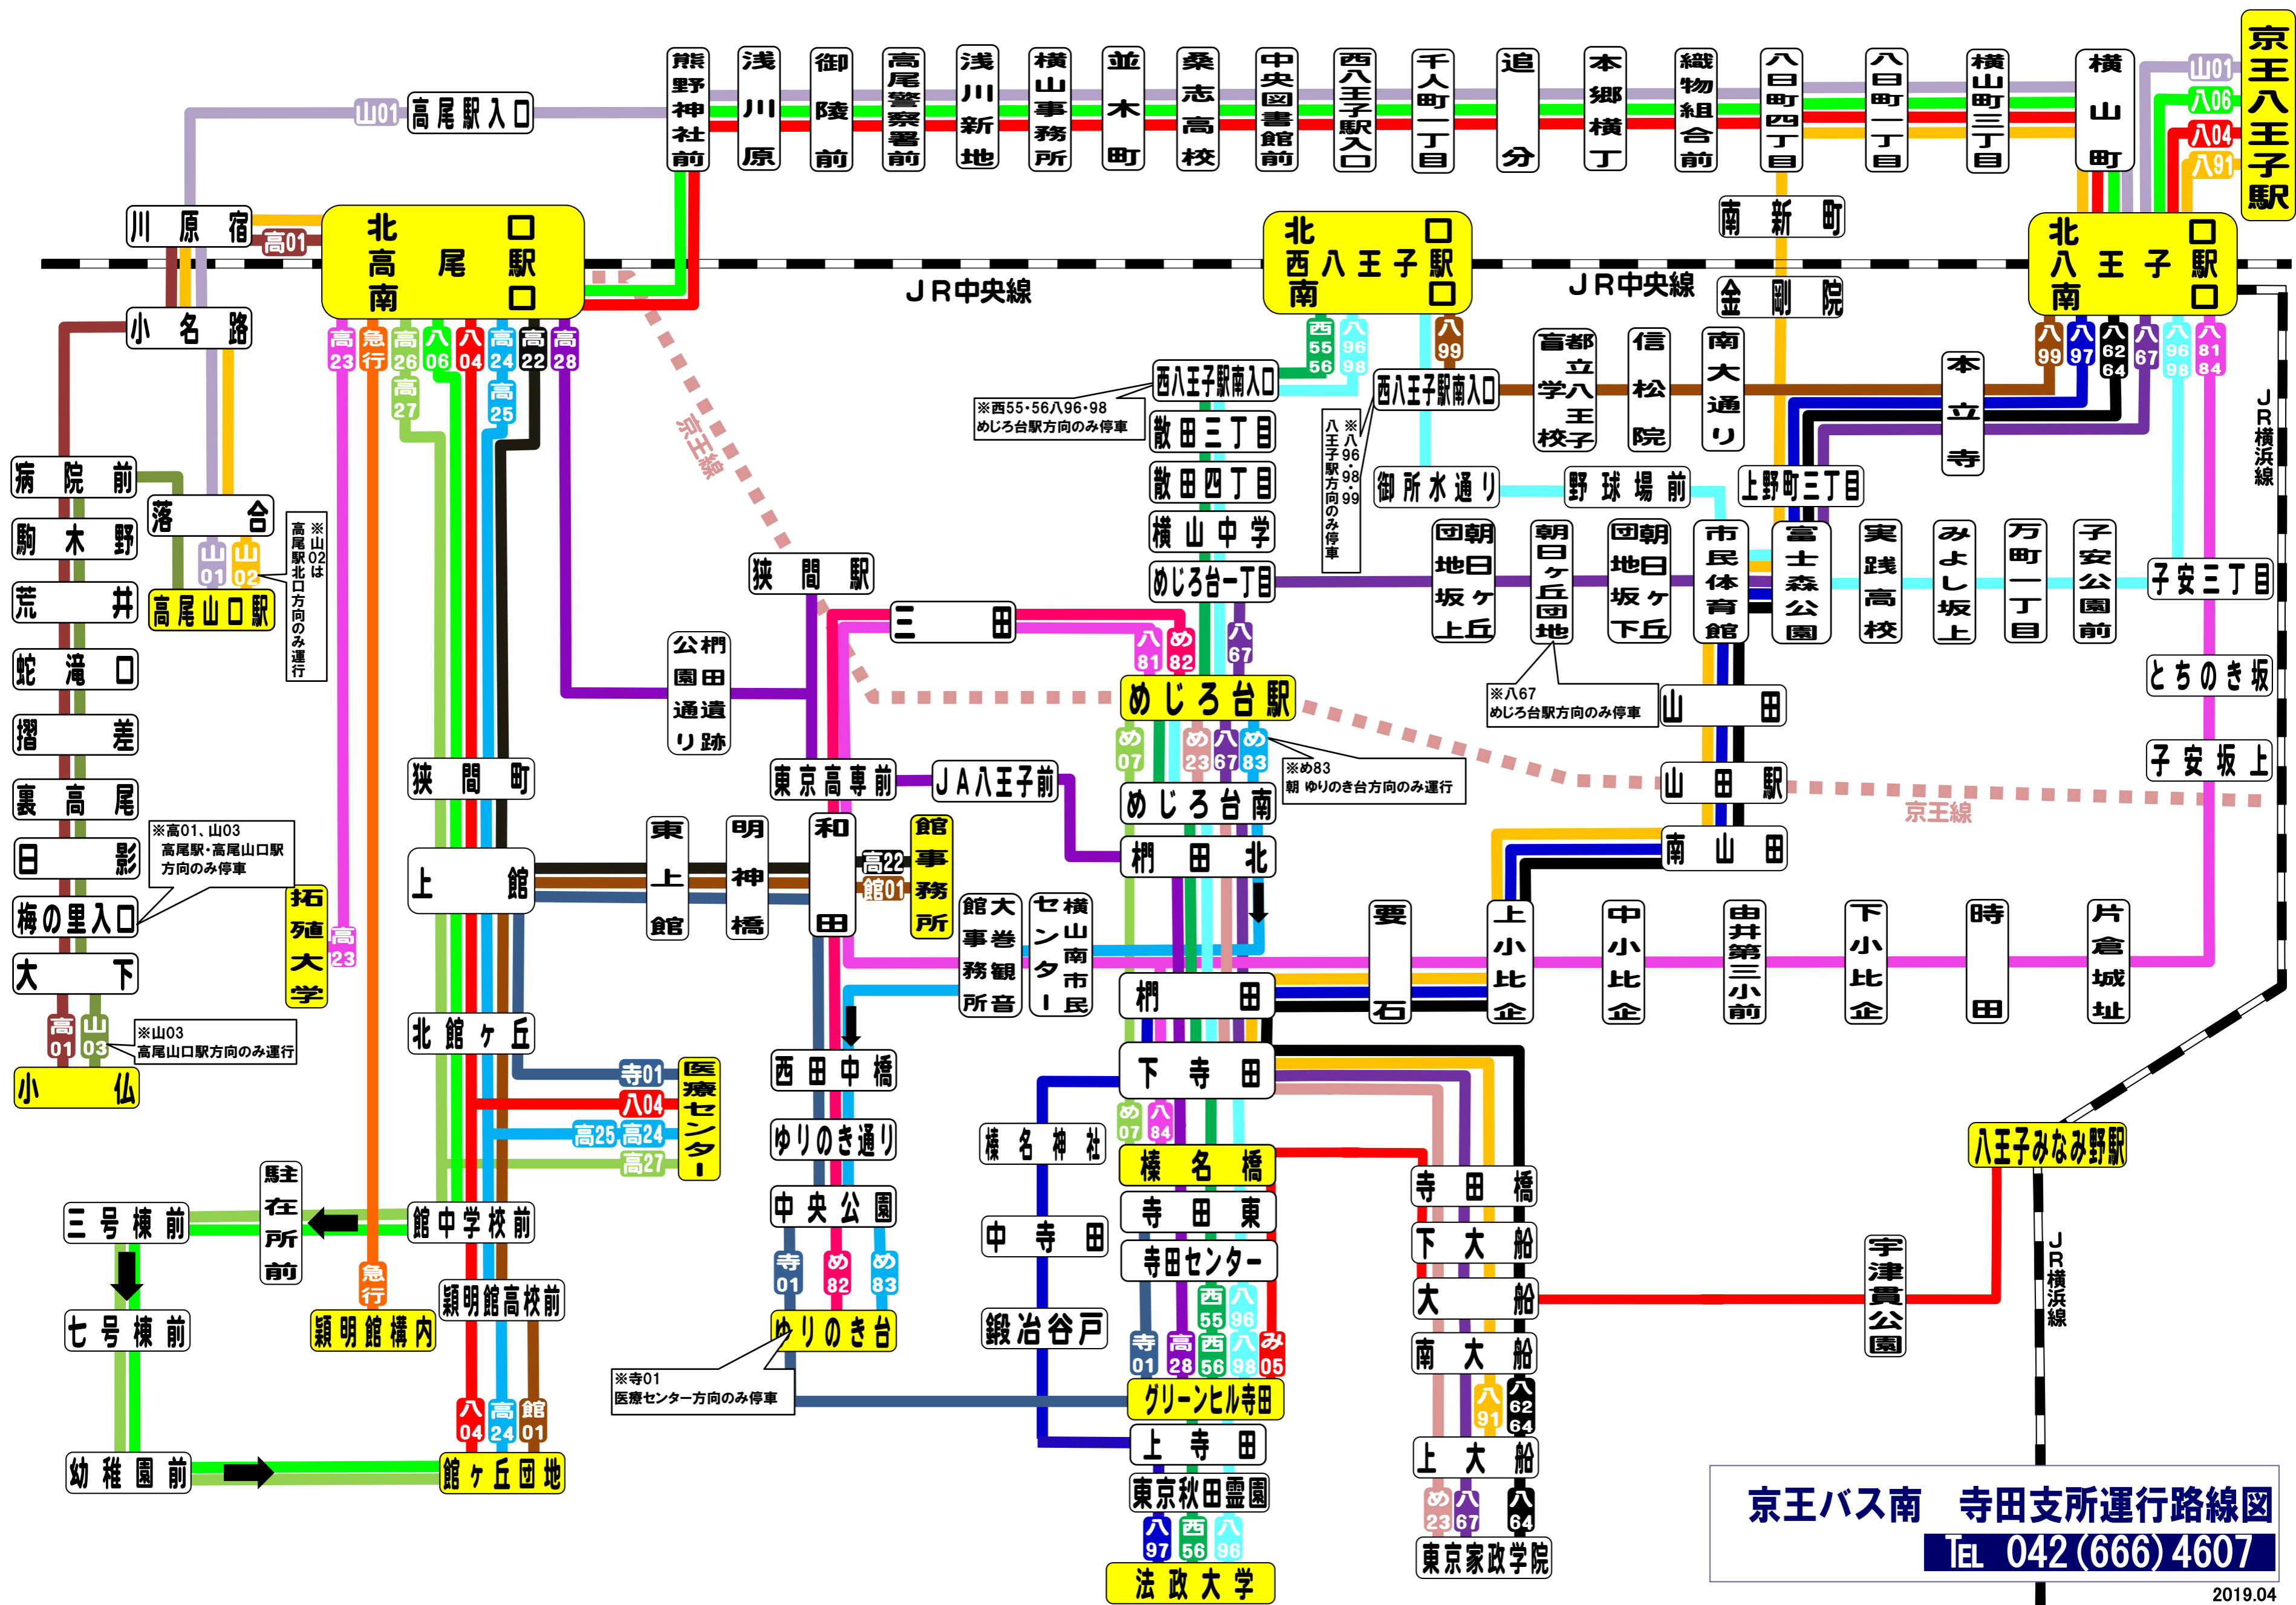 京王八王子駅
山01
八06
八04
八91
熊野神社前
浅川原
御陵前
高尾警察署前
浅川新地
横山事務所
並木町
桑志高校
中央図書館前
西八王子駅入口
千人町一丁目
追分
本郷横丁
織物組合前
八日町四丁目
八日町一丁目
横山町三丁目
横山町
山01
高尾駅入口
川原宿
高01
北口
高尾駅
南口
北口
西八王子駅
南口
北口
八王子駅
南口
南新町
金剛院
JR中央線
JR中央線
JR横浜線
京王線
小名路
高23
急行
高26
高27
八06
八04
高24
高25
高22
高28
西55 56
八96 98
八99
八99
八97
八62 64
八67
八96 98
八81 84
西八王子駅南入口
※西55・56八96・98
めじろ台駅方向のみ停車
散田三丁目
散田四丁目
横山中学
めじろ台一丁目
西八王子駅南入口
※八96・98・99
八王子駅方向のみ停車
都立八王子盲学校
信松院
南大通り
本立寺
御所水通り
野球場前
上野町三丁目
朝日ヶ丘団地坂上
朝日ヶ丘団地
朝日ヶ丘団地坂下
市民体育館
富士森公園
実践高校
みよし坂上
万町一丁目
子安公園前
子安三丁目
とちのき坂
子安坂上
※八67
めじろ台駅方向のみ停車
山田
山田駅
南山田
京王線
病院前
駒木野
荒井
蛇滝口
摺差
裏高尾
日影
梅の里入口
大下
高01
山03
小仏
落合
山01
山02
高尾山口駅
※山02は
高尾駅北口方向のみ運行
※高01、山03
高尾駅・高尾山口駅
方向のみ停車
※山03
高尾山口駅方向のみ運行
拓殖大学
高23
狭間駅
三田
椚田遺跡公園通り
八81
め82
八67
めじろ台駅
め07
め23
八67
め83
※め83
朝 ゆりのき台方向のみ運行
狭間町
東京高専前
JA八王子前
めじろ台南
椚田北
上館
東上館
明神橋
和田
高22
館01
館事務所
大巻観音館事務所
横山南市民センター
椚田
要石
上小比企
中小比企
由井第三小前
下小比企
時田
片倉城址
北館ヶ丘
寺01
八04
高25
高24
高27
医療センター
西田中橋
ゆりのき通り
中央公園
寺01
め82
め83
ゆりのき台
※寺01
医療センター方向のみ停車
下寺田
め07
八84
榛名橋
寺田東
寺田センター
西55
八96
寺01
高28
西56
八98
み05
グリーンヒル寺田
上寺田
東京秋田霊園
八97
西56
八96
法政大学
榛名神社
中寺田
鍛冶谷戸
寺田橋
下大船
大船
南大船
八91
八62 64
上大船
め23
八67
八64
東京家政学院
宇津貫公園
八王子みなみ野駅
JR横浜線
三号棟前
駐在所前
館中学校前
七号棟前
急行
穎明館構内
穎明館高校前
八04
高24
館01
幼稚園前
館ヶ丘団地
京王バス南 寺田支所運行路線図
TEL 042(666)4607
2019.04